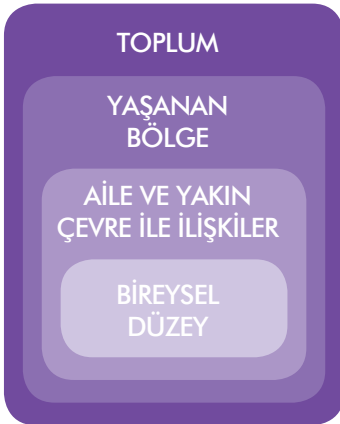 TOPLUM
YAŞANAN
BÖLGE
AİLE VE YAKIN
ÇEVRE İLE İLİŞKİLER
BİREYSEL
DÜZEY